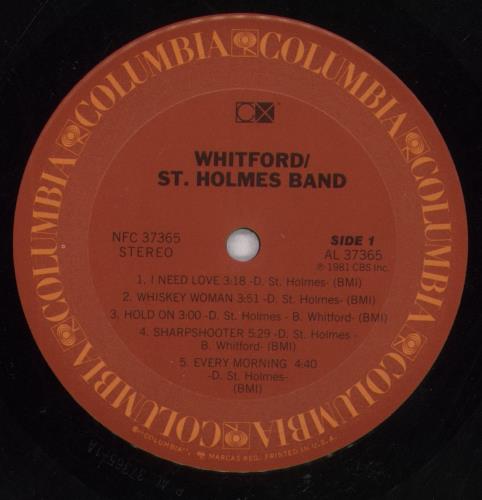 COLUMBIA COLUMBIA COLUMBIA COLUMBIA COLUMBIA COLUMBIA
CX
WHITFORD/
ST. HOLMES BAND
NFC 37365
STEREO
SIDE 1
AL 37365
℗ 1981 CBS Inc.
1. I NEED LOVE 3:18 -D. St. Holmes- (BMI)
2. WHISKEY WOMAN 3:51 -D. St. Holmes- (BMI)
3. HOLD ON 3:00 -D. St. Holmes - B. Whitford- (BMI)
4. SHARPSHOOTER 5:29 -D. St. Holmes -
B. Whitford- (BMI)
5. EVERY MORNING 4:40
-D. St. Holmes-
(BMI)
"COLUMBIA", MARCAS REG. PRINTED IN U.S.A.